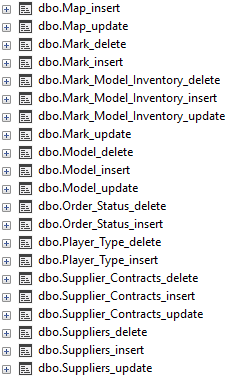 dbo.Map_insert
dbo.Map_update
dbo.Mark_delete
dbo.Mark_insert
dbo.Mark_Model_Inventory_delete
dbo.Mark_Model_Inventory_insert
dbo.Mark_Model_Inventory_update
dbo.Mark_update
dbo.Model_delete
dbo.Model_insert
dbo.Model_update
dbo.Order_Status_delete
dbo.Order_Status_insert
dbo.Player_Type_delete
dbo.Player_Type_insert
dbo.Supplier_Contracts_delete
dbo.Supplier_Contracts_insert
dbo.Supplier_Contracts_update
dbo.Suppliers_delete
dbo.Suppliers_insert
dbo.Suppliers_update